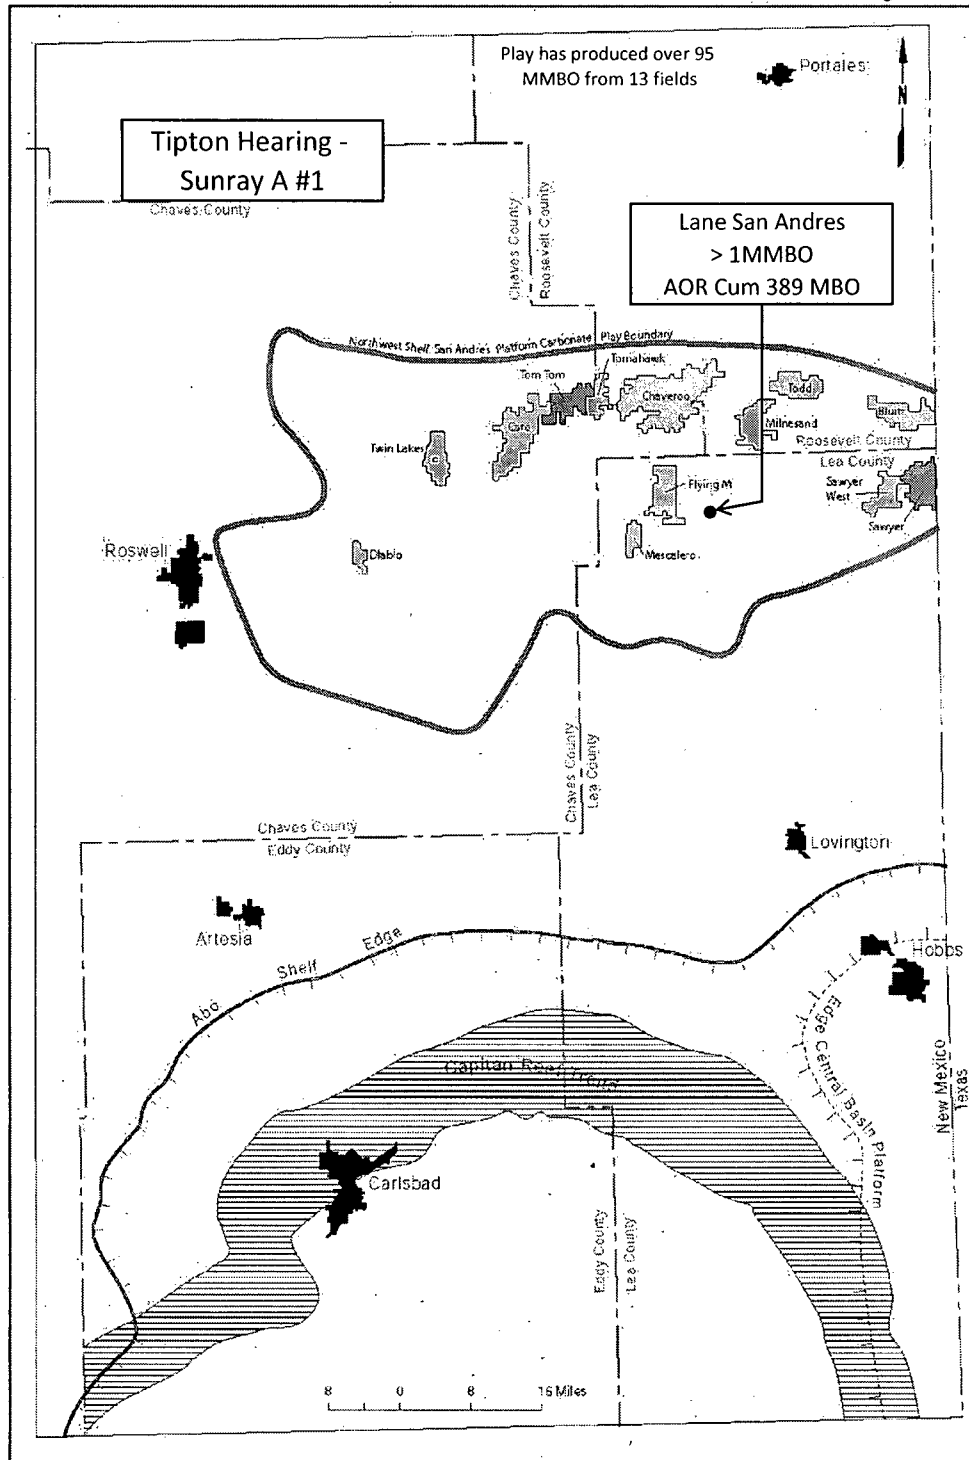 Play has produced over 95
MMBO from 13 fields
Portales
N
Tipton Hearing -
Sunray A #1
Chaves County
Chaves County
Roosevelt County
Lane San Andres
> 1MMBO
AOR Cum 389 MBO
Northwest Shelf San Andres Platform Carbonate Play Boundary
Tomahawk
Tom Tom
Chaveroo
Todd
Cato
Milnesand
Bluitt
Twin Lakes
Roosevelt County
Lea County
Flying M
Sawyer
West
Sawyer
Roswell
Diablo
Mescalero
Chaves County
Lea County
Chaves County
Eddy County
Lovington
Artesia
Abo Shelf Edge
Hobbs
Edge Central Basin Platform
New Mexico
Texas
Capitan Reef Trend
Carlsbad
Eddy County
Lea County
8 0 8 16 Miles